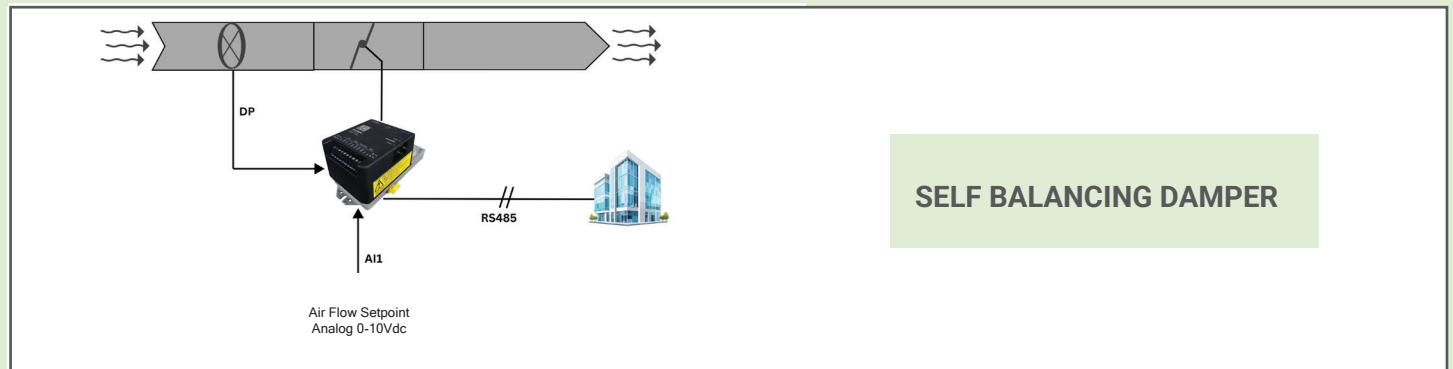 DP
SELF BALANCING DAMPER
RS485
AI1
Air Flow Setpoint
Analog 0-10Vdc